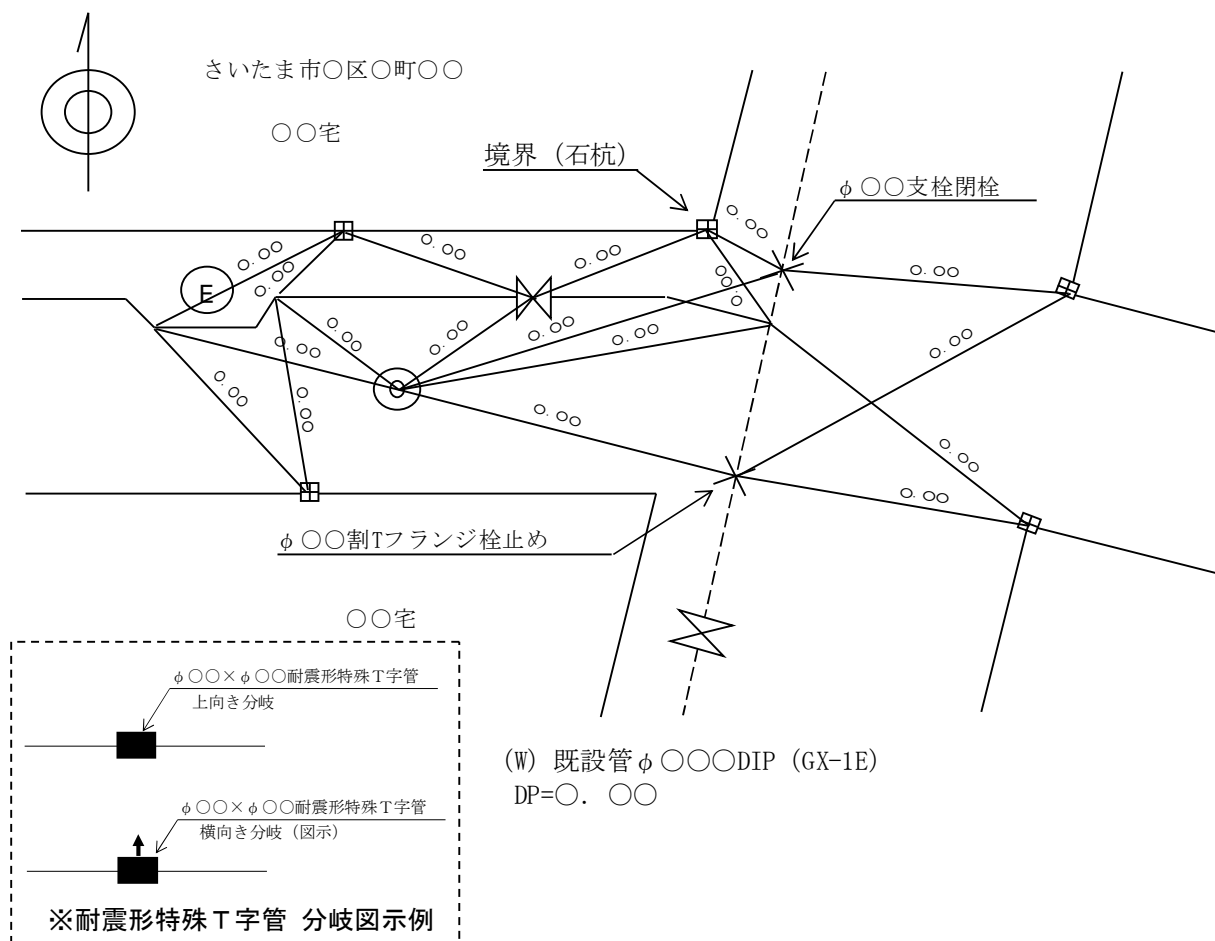 さいたま市○区○町○○
○○宅
境界（石杭）
φ○○支栓閉栓
○.○○
○.○○
○.○○
○.○○
○.○○
○.○○
○.○○
E
○.○○
○.○○
○.○○
○.○○
○.○○
○.○○
○.○○
○.○○
○.○○
○.○○
○.○○
φ○○割Tフランジ栓止め
○○宅
φ○○×φ○○耐震形特殊Ｔ字管
上向き分岐
(W) 既設管φ○○○DIP（GX-1E）
DP=○．○○
φ○○×φ○○耐震形特殊Ｔ字管
横向き分岐（図示）
※耐震形特殊Ｔ字管 分岐図示例